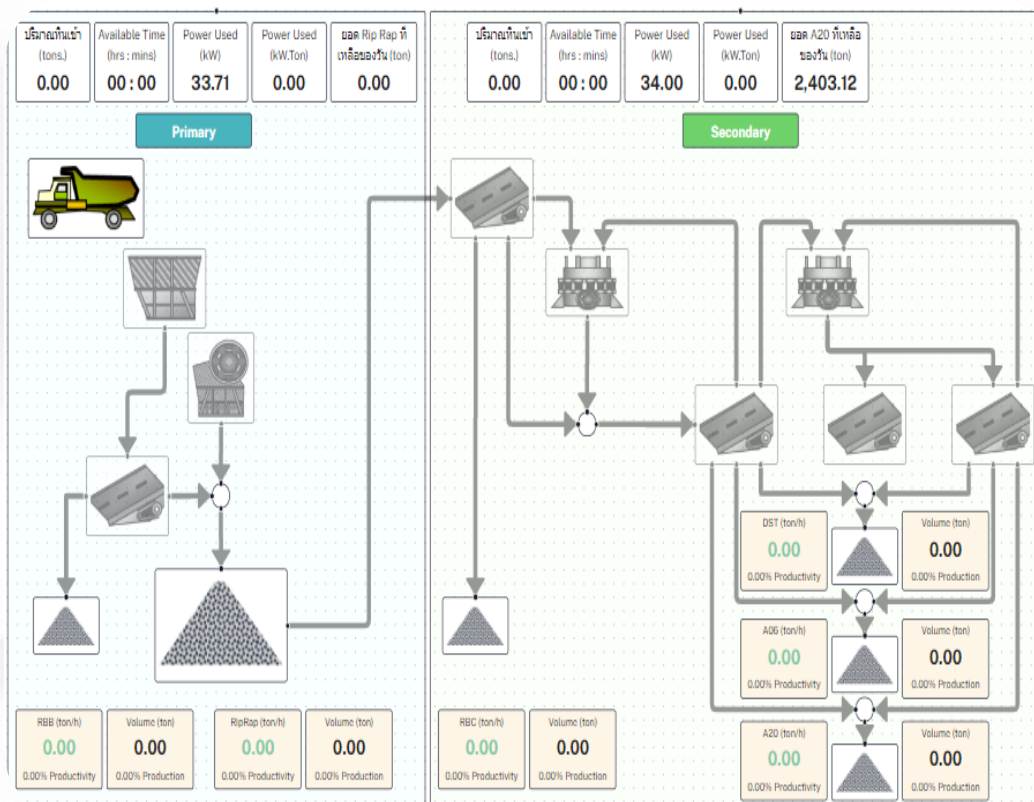 ปริมาณหินเข้า
(tons.)
0.00
Available Time
(hrs : mins)
00 : 00
Power Used
(kW)
33.71
Power Used
(kW.Ton)
0.00
ยอด Rip Rap ที่
เหลือของวัน (ton)
0.00
Primary
ปริมาณหินเข้า
(tons.)
0.00
Available Time
(hrs : mins)
00 : 00
Power Used
(kW)
34.00
Power Used
(kW.Ton)
0.00
ยอด A20 ที่เหลือ
ของวัน (ton)
2,403.12
Secondary
DST (ton/h)
0.00
0.00% Productivity
Volume (ton)
0.00
0.00% Production
A06 (ton/h)
0.00
0.00% Productivity
Volume (ton)
0.00
0.00% Production
RBB (ton/h)
0.00
0.00% Productivity
Volume (ton)
0.00
0.00% Production
RipRap (ton/h)
0.00
0.00% Productivity
Volume (ton)
0.00
0.00% Production
RBC (ton/h)
0.00
0.00% Productivity
Volume (ton)
0.00
0.00% Production
A20 (ton/h)
0.00
0.00% Productivity
Volume (ton)
0.00
0.00% Production